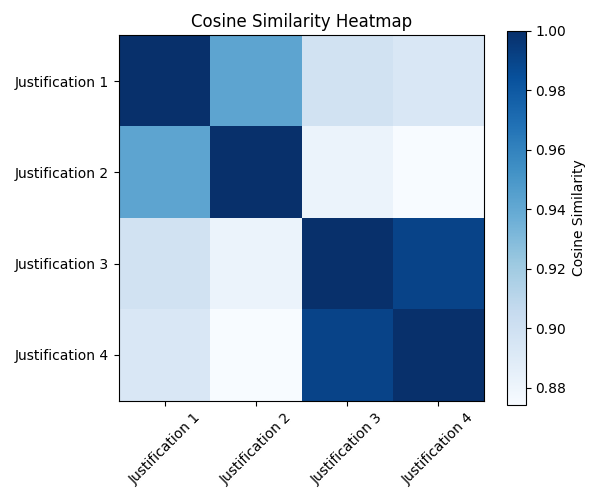 Cosine Similarity Heatmap
Justification 1
Justification 2
Justification 3
Justification 4
Justification 1
Justification 2
Justification 3
Justification 4
1.00
0.98
0.96
0.94
0.92
0.90
0.88
Cosine Similarity